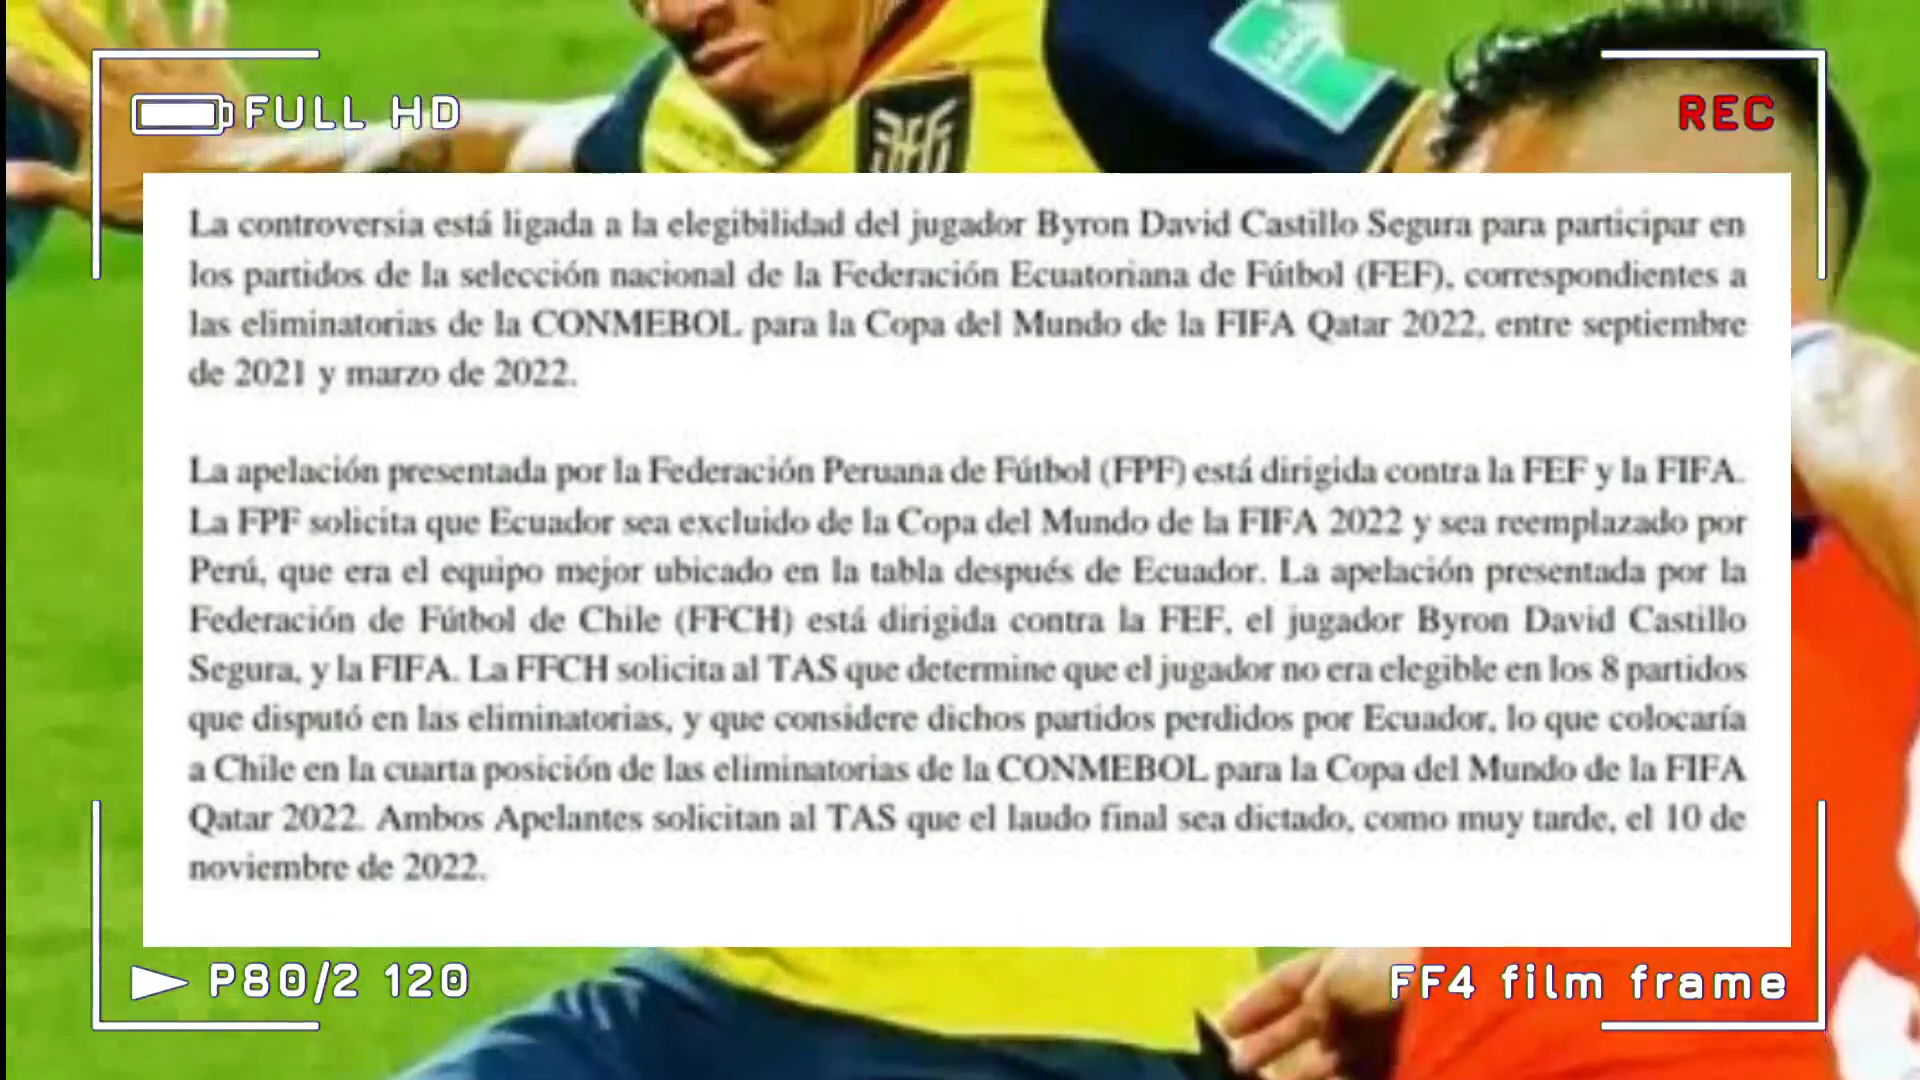 FULL HD
REC
La controversia está ligada a la elegibilidad del jugador Byron David Castillo Segura para participar en
los partidos de la selección nacional de la Federación Ecuatoriana de Fútbol (FEF), correspondientes a
las eliminatorias de la CONMEBOL para la Copa del Mundo de la FIFA Qatar 2022, entre septiembre
de 2021 y marzo de 2022.
La apelación presentada por la Federación Peruana de Fútbol (FPF) está dirigida contra la FEF y la FIFA.
La FPF solicita que Ecuador sea excluido de la Copa del Mundo de la FIFA 2022 y sea reemplazado por
Perú, que era el equipo mejor ubicado en la tabla después de Ecuador. La apelación presentada por la
Federación de Fútbol de Chile (FFCH) está dirigida contra la FEF, el jugador Byron David Castillo
Segura, y la FIFA. La FFCH solicita al TAS que determine que el jugador no era elegible en los 8 partidos
que disputó en las eliminatorias, y que considere dichos partidos perdidos por Ecuador, lo que colocaría
a Chile en la cuarta posición de las eliminatorias de la CONMEBOL para la Copa del Mundo de la FIFA
Qatar 2022. Ambos Apelantes solicitan al TAS que el laudo final sea dictado, como muy tarde, el 10 de
noviembre de 2022.
P80/2 120
FF4 film frame